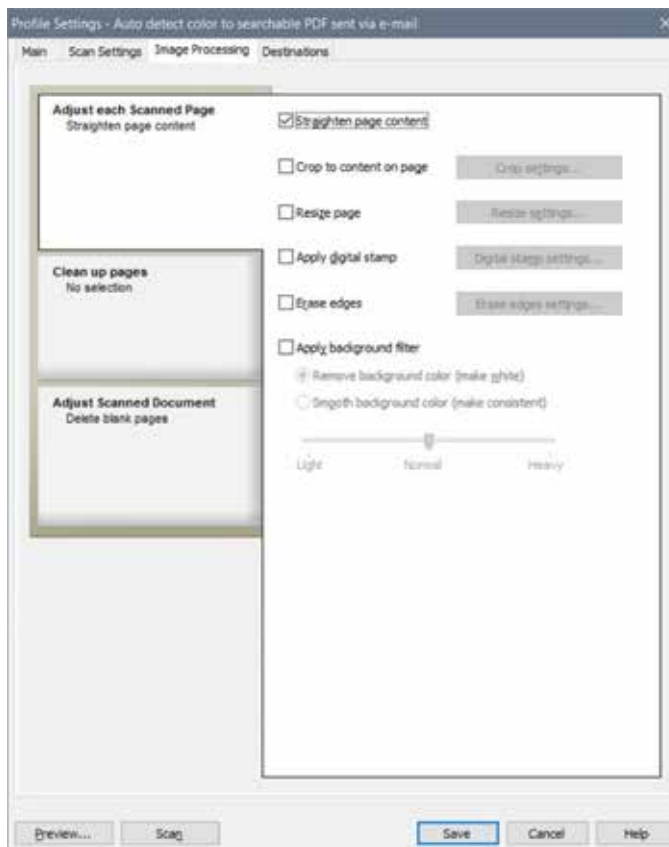 Profile Settings - Auto detect color to searchable PDF sent via e-mail
Main Scan Settings Image Processing Destinations
Adjust each Scanned Page
Straighten page content
Straighten page content
Crop to content on page Crop settings...
Resize page Resize settings...
Apply digital stamp Digital stamp settings...
Clean up pages
No selection
Erase edges Erase edges settings...
Apply background filter
Remove background color (make white)
Smooth background color (make consistent)
Adjust Scanned Document
Delete blank pages
Light Normal Heavy
Preview... Scan Save Cancel Help